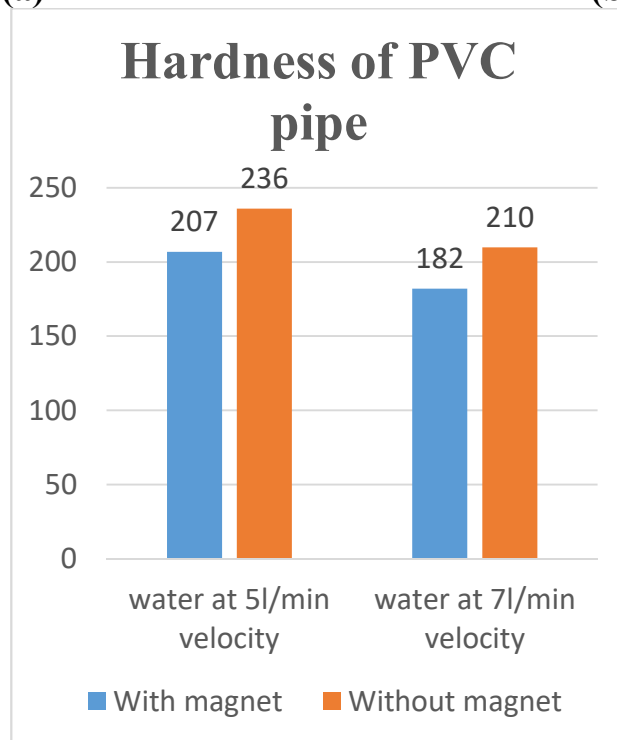 (a) (b
Hardness of PVC
pipe
250
200
150
100
50
0
207
236
182
210
water at 5l/min
velocity
water at 7l/min
velocity
With magnet
Without magnet